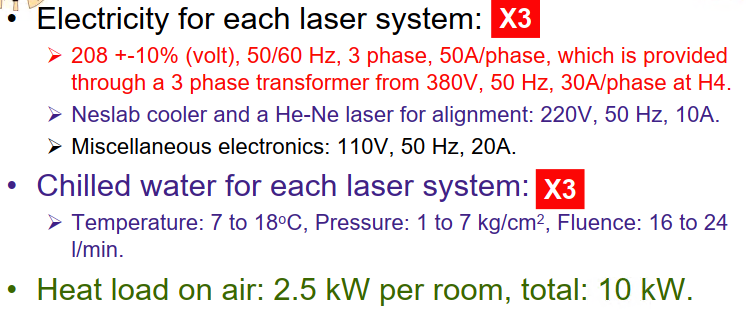 • Electricity for each laser system: X3
➢ 208 +-10% (volt), 50/60 Hz, 3 phase, 50A/phase, which is provided
through a 3 phase transformer from 380V, 50 Hz, 30A/phase at H4.
➢ Neslab cooler and a He-Ne laser for alignment: 220V, 50 Hz, 10A.
➢ Miscellaneous electronics: 110V, 50 Hz, 20A.
• Chilled water for each laser system: X3
➢ Temperature: 7 to 18ºC, Pressure: 1 to 7 kg/cm², Fluence: 16 to 24
l/min.
• Heat load on air: 2.5 kW per room, total: 10 kW.